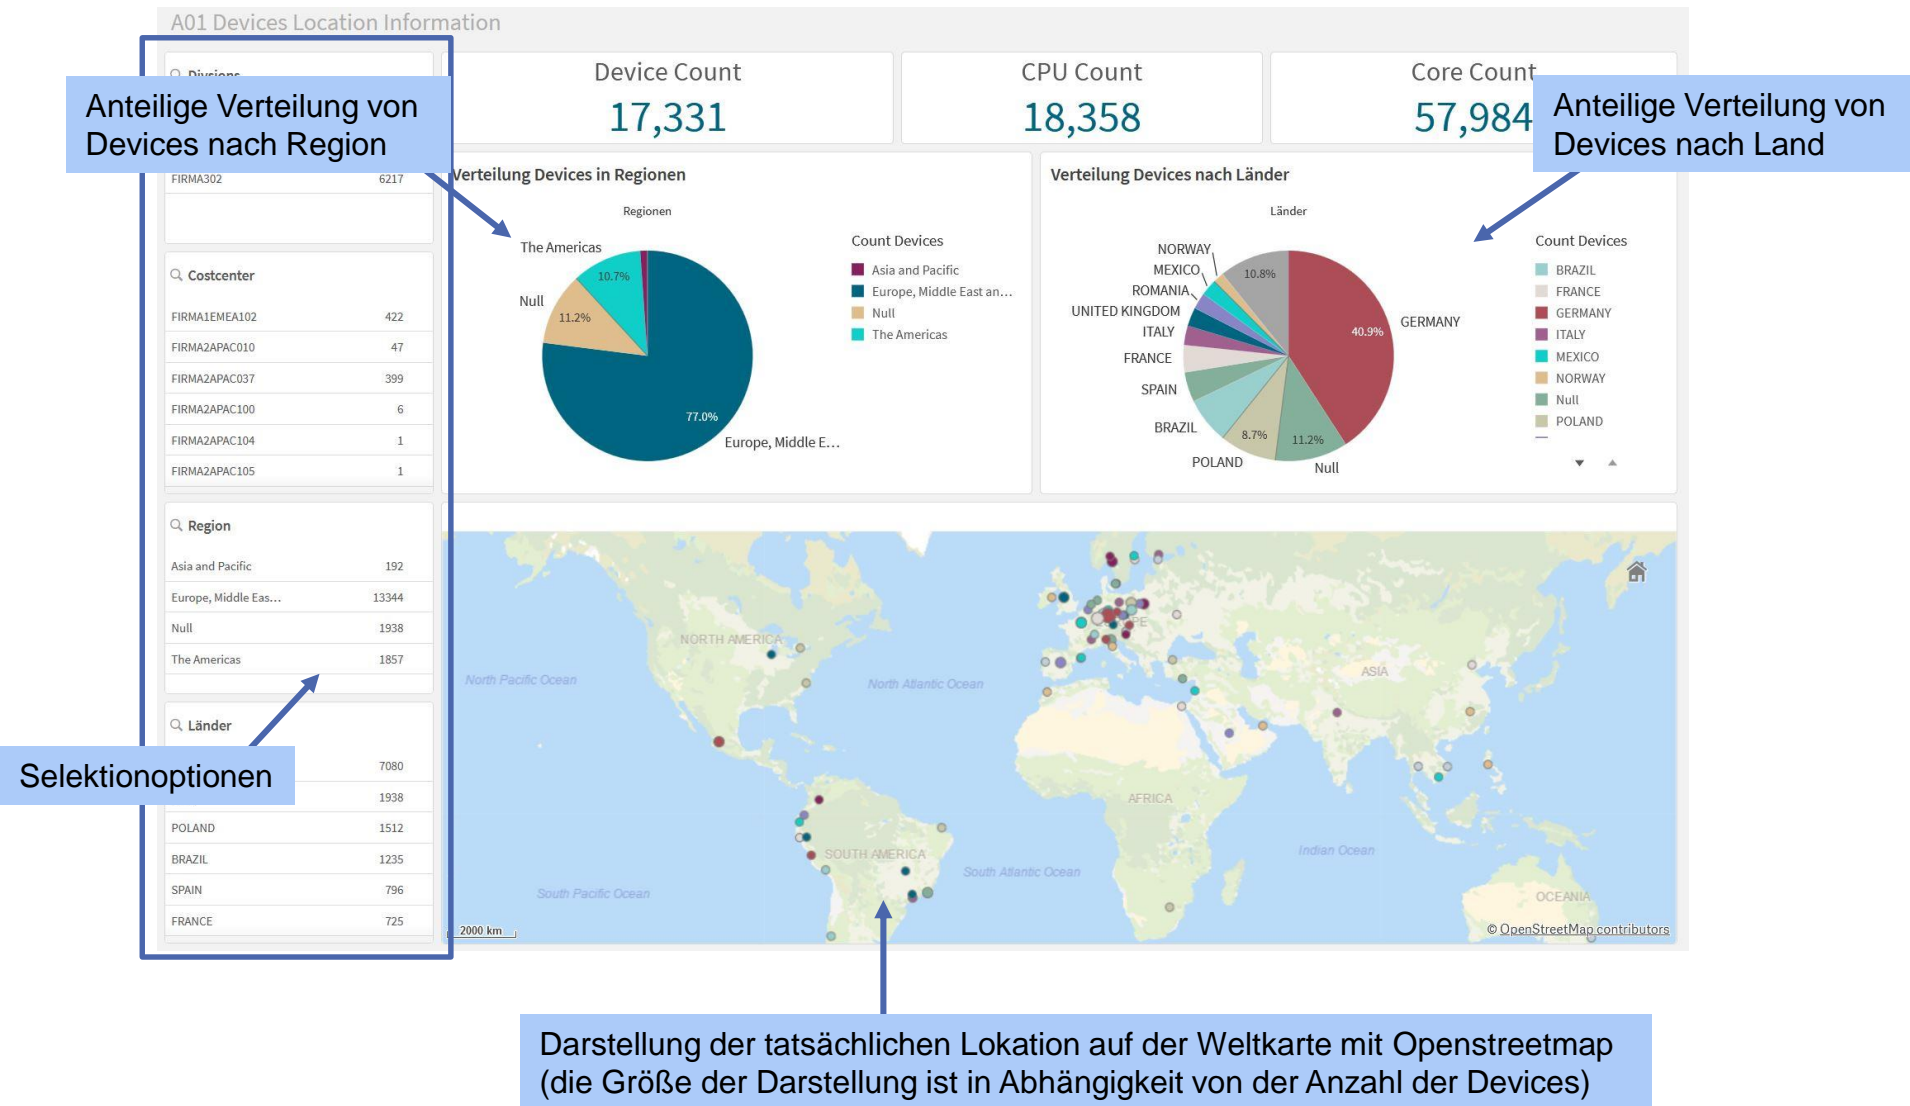 A01 Devices Location Information
Divsions
Anteilige Verteilung von
Devices nach Region
FIRMA302 6217
Device Count
17,331
CPU Count
18,358
Core Count
57,984
Anteilige Verteilung von
Devices nach Land
Costcenter
FIRMA1EMEA102 422
FIRMA2APAC010 47
FIRMA2APAC037 399
FIRMA2APAC100 6
FIRMA2APAC104 1
FIRMA2APAC105 1
Region
Asia and Pacific 192
Europe, Middle Eas... 13344
Null 1938
The Americas 1857
Länder
7080
1938
POLAND 1512
BRAZIL 1235
SPAIN 796
FRANCE 725
Selektionoptionen
Verteilung Devices in Regionen
Regionen
The Americas
10.7%
Null
11.2%
77.0%
Europe, Middle E...
Count Devices
Asia and Pacific
Europe, Middle East an...
Null
The Americas
Verteilung Devices nach Länder
Länder
NORWAY
MEXICO
ROMANIA
UNITED KINGDOM
ITALY
FRANCE
SPAIN
BRAZIL
POLAND
Null
GERMANY
10.8%
40.9%
8.7%
11.2%
Count Devices
BRAZIL
FRANCE
GERMANY
ITALY
MEXICO
NORWAY
Null
POLAND
NORTH AMERICA
North Pacific Ocean
North Atlantic Ocean
ASIA
AFRICA
SOUTH AMERICA
South Atlantic Ocean
Indian Ocean
South Pacific Ocean
OCEANIA
2000 km
© OpenStreetMap contributors
Darstellung der tatsächlichen Lokation auf der Weltkarte mit Openstreetmap
(die Größe der Darstellung ist in Abhängigkeit von der Anzahl der Devices)